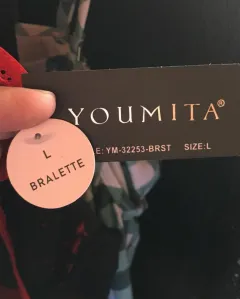 YOUMITA®
E: YM-32253-BRST SIZE:L
L
BRALETTE